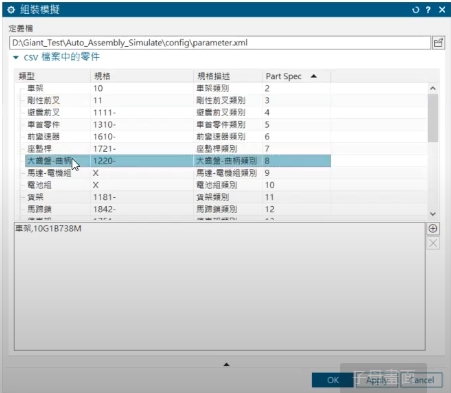 組裝模擬
定義檔
D:\Giant_Test\Auto_Assembly_Simulate\config\parameter.xml
CSV 檔案中的零件
類型 規格 規格描述 Part Spec
車架 10 車架類別 2
剛性前叉 11 剛性前叉類別 3
避震前叉 1111- 避震前叉類別 4
車首零件 1310- 車首零件類別 5
前變速器 1610- 前變速器類別 6
座墊桿 1721- 座墊桿類別 7
大齒盤-曲柄 1220- 大齒盤-曲柄類別 8
馬達-電機組 X 馬達-電機類別 9
電池組 X 電池組類別 10
貨架 1181- 貨架類別 11
馬蹄鎖 1842- 馬蹄鎖類別 12
車架,10G1B738M
子母畫面
OK Apply Cancel